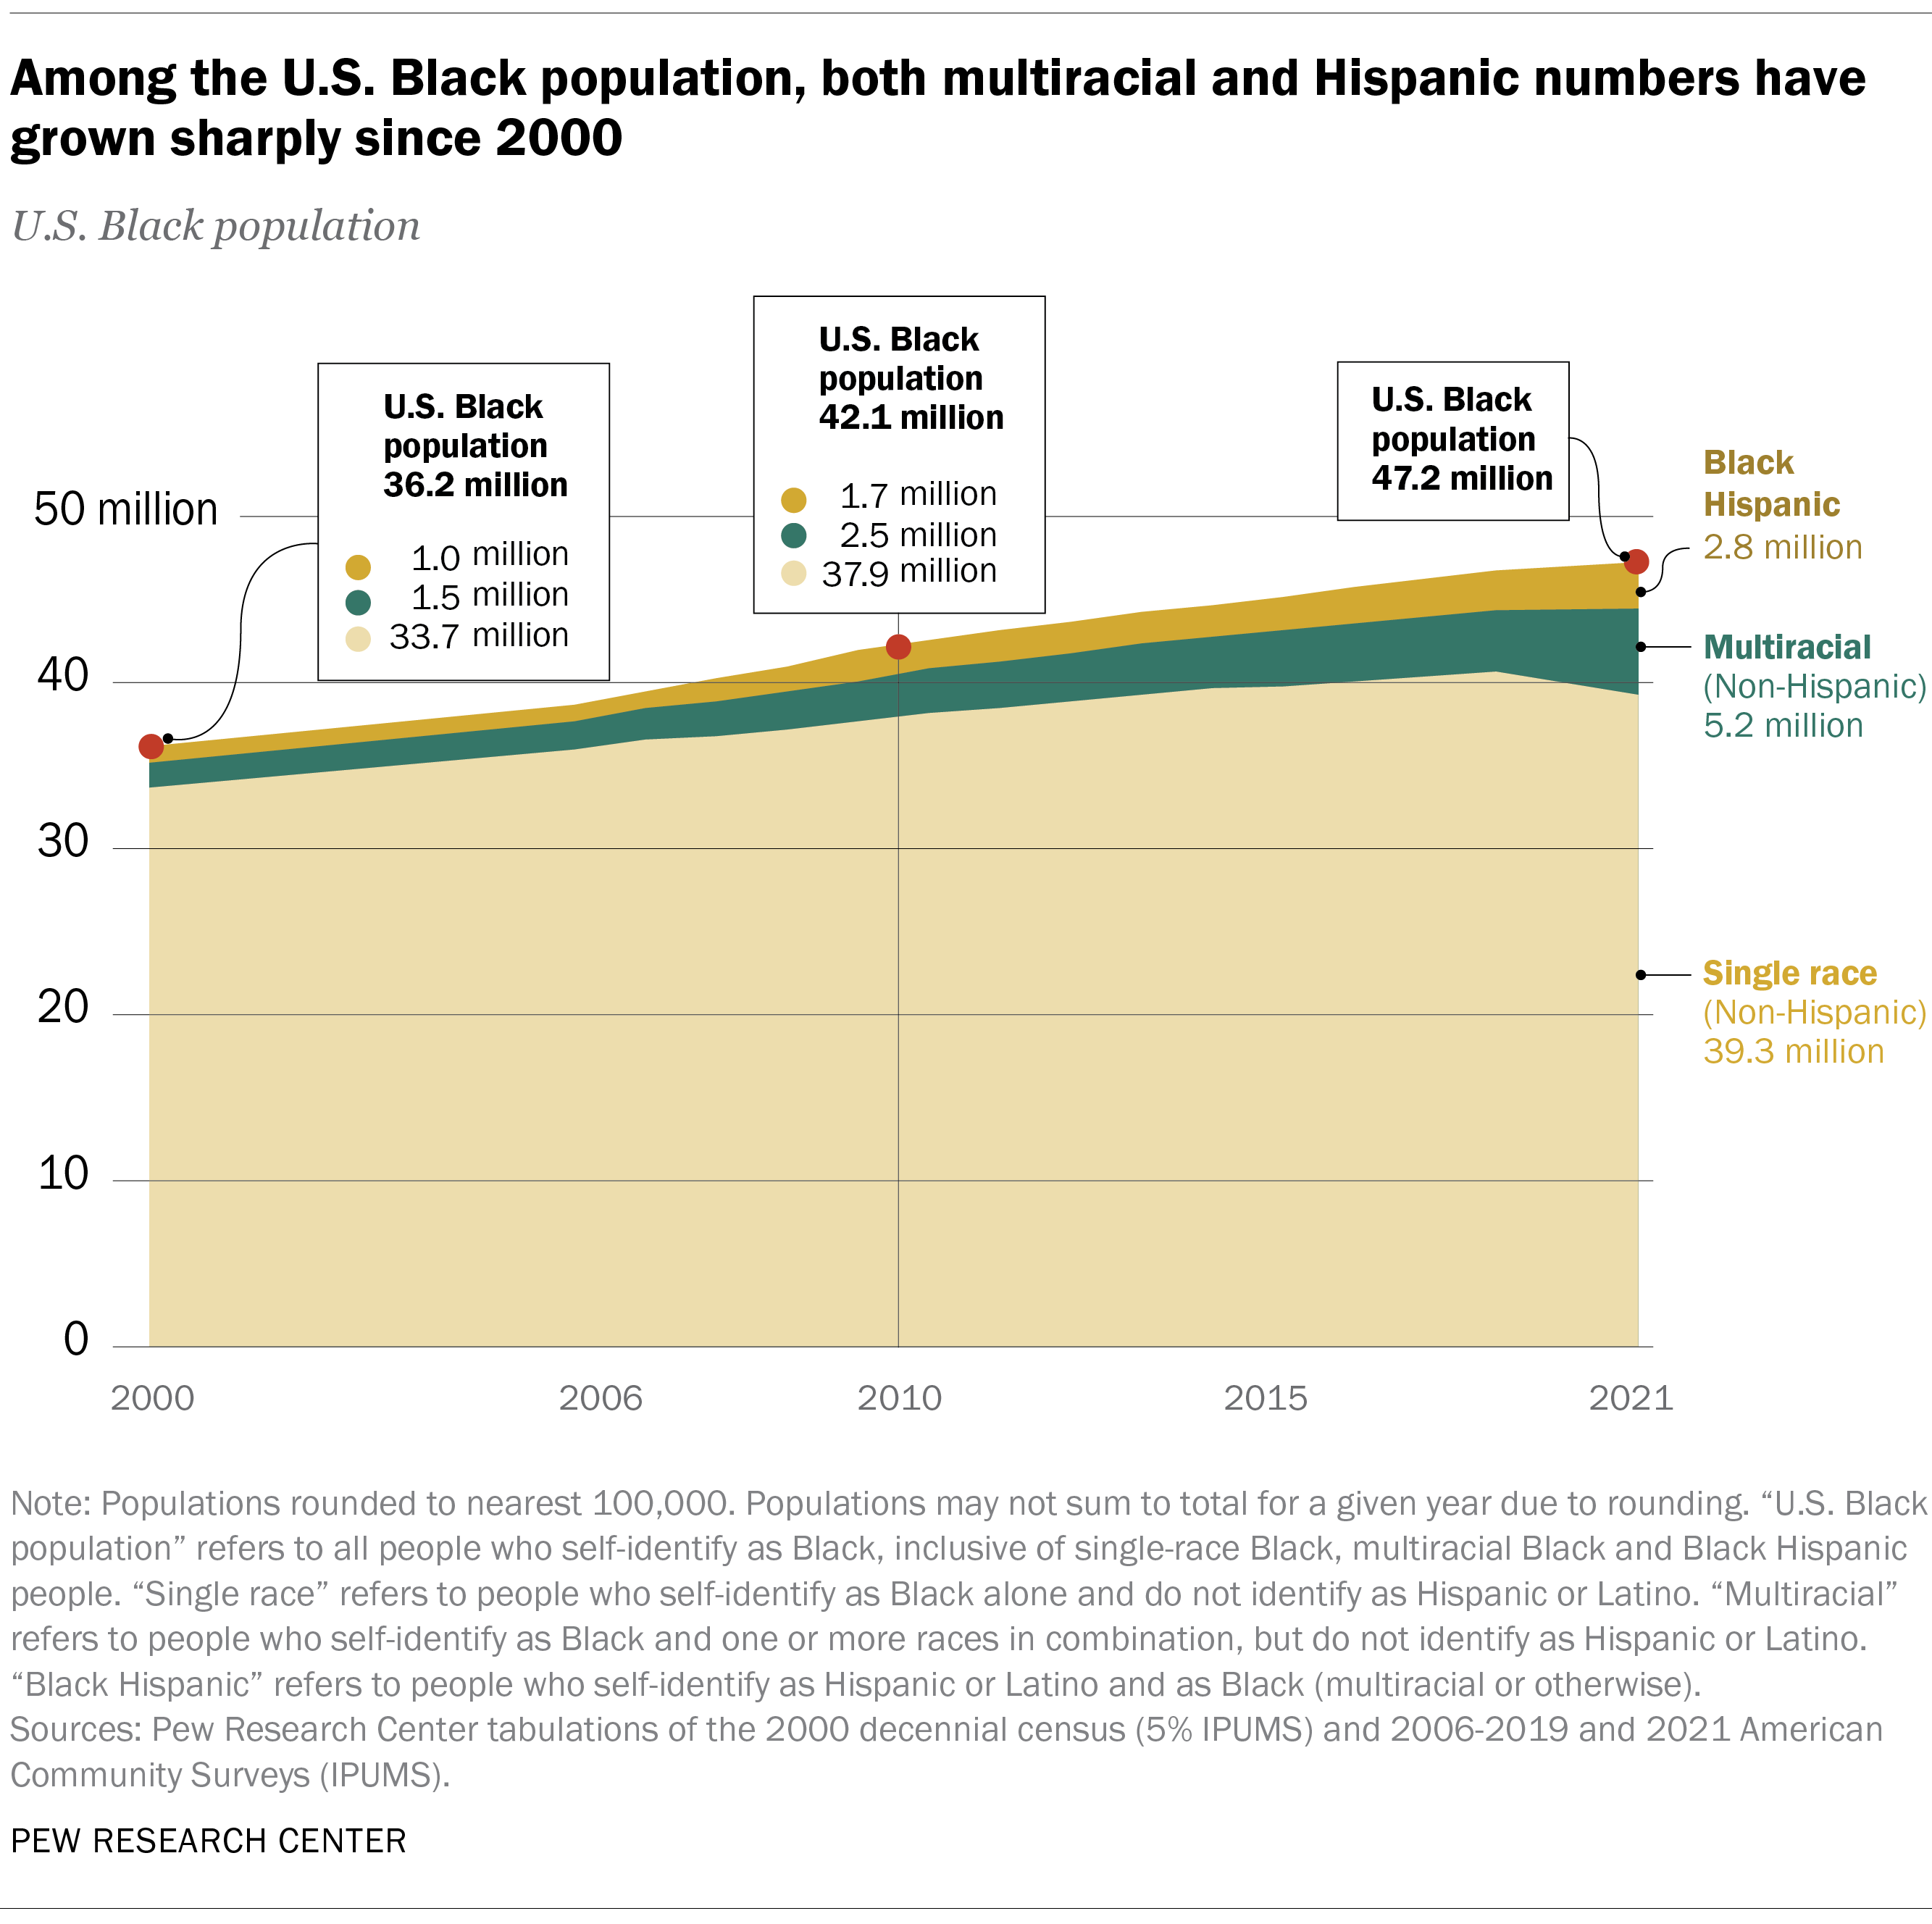 Among the U.S. Black population, both multiracial and Hispanic numbers have
grown sharply since 2000
U.S. Black population
U.S. Black
population
36.2 million
1.0 million
1.5 million
33.7 million
U.S. Black
population
42.1 million
1.7 million
2.5 million
37.9 million
U.S. Black
population
47.2 million
Black
Hispanic
2.8 million
Multiracial
(Non-Hispanic)
5.2 million
Single race
(Non-Hispanic)
39.3 million
50 million
40
30
20
10
0
2000
2006
2010
2015
2021
Note: Populations rounded to nearest 100,000. Populations may not sum to total for a given year due to rounding. “U.S. Black
population” refers to all people who self-identify as Black, inclusive of single-race Black, multiracial Black and Black Hispanic
people. “Single race” refers to people who self-identify as Black alone and do not identify as Hispanic or Latino. “Multiracial”
refers to people who self-identify as Black and one or more races in combination, but do not identify as Hispanic or Latino.
“Black Hispanic” refers to people who self-identify as Hispanic or Latino and as Black (multiracial or otherwise).
Sources: Pew Research Center tabulations of the 2000 decennial census (5% IPUMS) and 2006-2019 and 2021 American
Community Surveys (IPUMS).
PEW RESEARCH CENTER